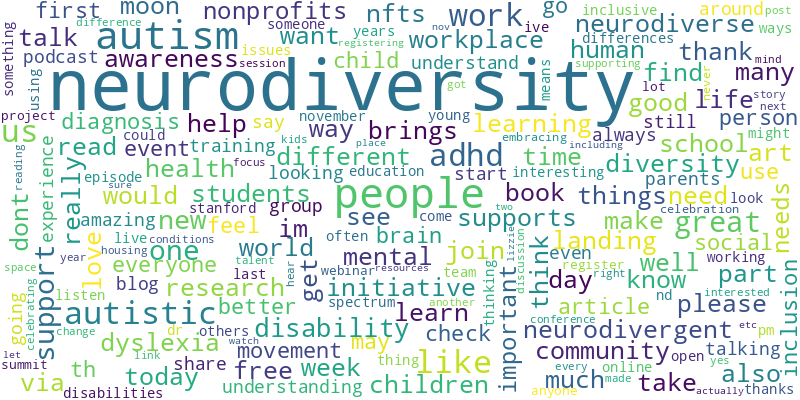 difference
first
moon
nonprofits
nfts
work
go
inclusive
around
post
someone
neurodiverse
ways
autism
something
talk
want
years
ive
workplace
nov
differences
human
thank
podcast
awareness
issues
session
child
registering
understand
means
supporting
find
many
mind
using
neurodiversity
got
lot
never
life
story
next
project
us
diagnosis
help
say
november
way
young
brings
learning
embracing
always
still
good
person
could
kids
place
including
school
might
reading
read
event
training
focus
different
adhd
time
diversity
art
health
looking
education
start
interesting
parents
use
experience
episode
sure
would
students
people
two
book
things
need
look
needs
dont
really
amazing
stanford
group
see
come
supports
make
great
celebration
new
feel
im
often
brain
lizzie
discussion
landing
social
working
live
conditions
world
join
even
well
part
space
housing
one
hear
webinar
resources
mental
team
think
register
right
know
interested
inclusion
year
love
everyone
talent
last
get
initiative
another
thinking
important
day
conference
nd
please
going
celebrating
listen
blog
research
spectrum
article
support
autistic
better
learn
neurodivergent
etc
pm
change
dr
others
watch
disability
check
community
talking
let
dyslexia
link
movement
may
open
yes
also
summit
th
share
free
week
thing
like
every
online
via
today
understanding
children
much
made
take
actually
thanks
disabilities
anyone